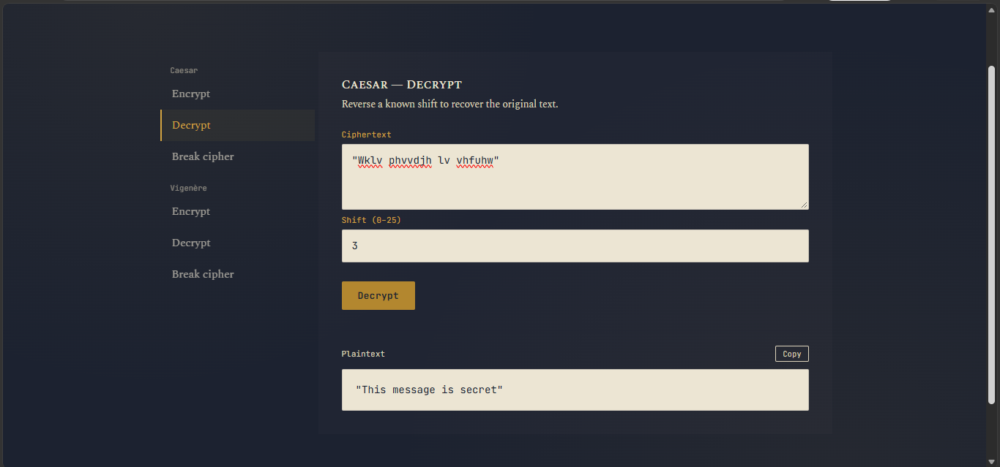 Caesar
Encrypt
Decrypt
Break cipher
Vigenère
Encrypt
Decrypt
Break cipher
Caesar — Decrypt
Reverse a known shift to recover the original text.
Ciphertext
"Wklv phvvdjh lv vhfuhw"
Shift (0–25)
3
Decrypt
Plaintext
Copy
"This message is secret"